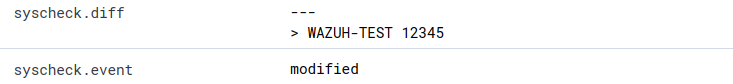 syscheck.diff ---
> WAZUH-TEST 12345
syscheck.event modified